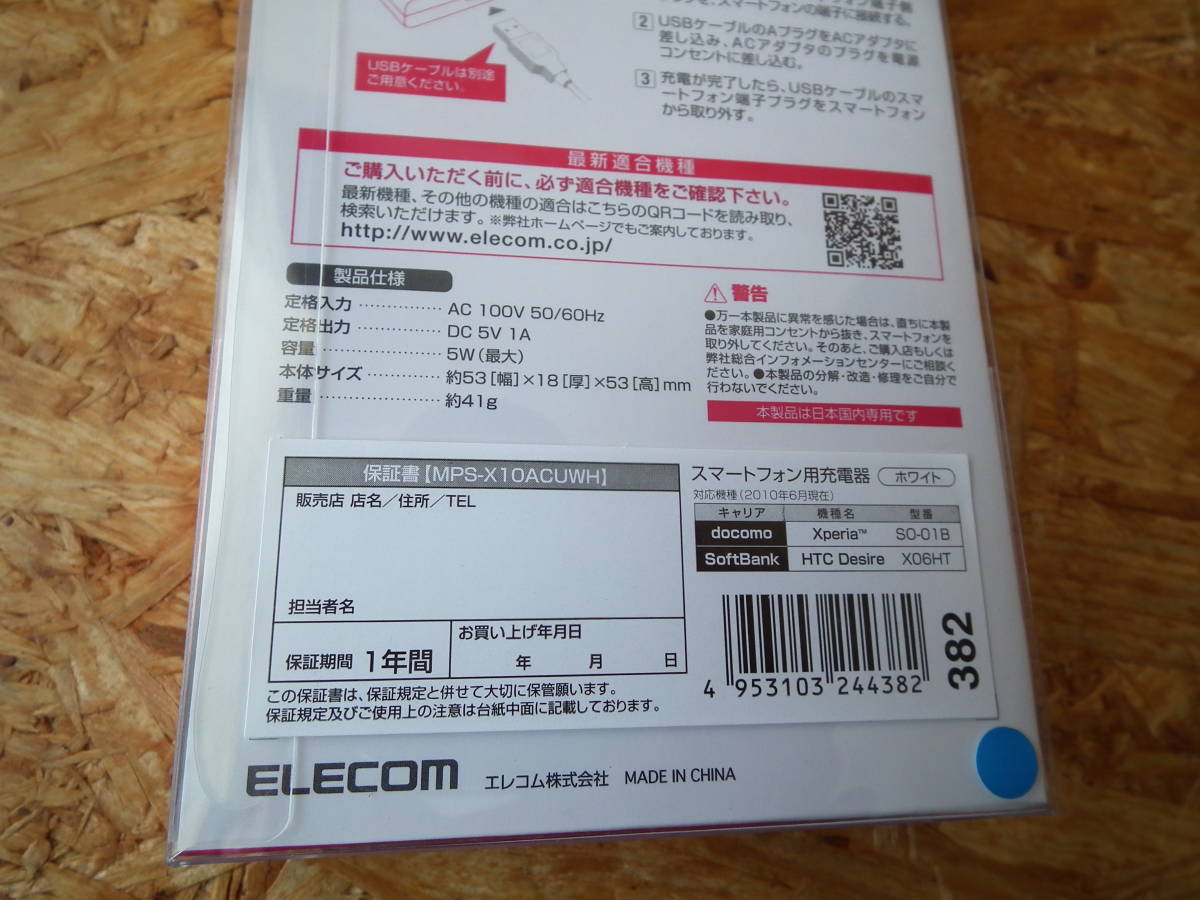 を、スマートフォンの端子に接続する。
2 USBケーブルのAプラグをACアダプタに
差し込み、ACアダプタのプラグを電源
コンセントに差し込む。
3 充電が完了したら、USBケーブルのスマ
ートフォン端子プラグをスマートフォン
から取り外す。
USBケーブルは別途
ご用意ください。
最新適合機種
ご購入いただく前に、必ず適合機種をご確認下さい。
最新機種、その他の機種の適合はこちらのQRコードを読み取り、
検索いただけます。※弊社ホームページでもご案内しております。
http://www.elecom.co.jp/
製品仕様
定格入力 ‥‥‥‥‥ AC 100V 50/60Hz
定格出力 ‥‥‥‥‥ DC 5V 1A
容量 ‥‥‥‥‥‥‥ 5W(最大)
本体サイズ ‥‥‥‥ 約53[幅]×18[厚]×53[高]mm
重量 ‥‥‥‥‥‥‥ 約41g
警告
●万一本製品に異常を感じた場合は、直ちに本製
品を家庭用コンセントから抜き、スマートフォンを
取り外してください。そのあと、ご購入店もしくは
弊社総合インフォメーションセンターにご相談く
ださい。●本製品の分解・改造・修理をご自分で
行わないでください。
本製品は日本国内専用です
保証書【MPS-X10ACUWH】
販売店 店名/住所/TEL
担当者名
保証期間 1年間
お買い上げ年月日
年 月 日
この保証書は、保証規定と併せて大切に保管願います。
保証規定及びご使用上の注意は台紙中面に記載しております。
スマートフォン用充電器 ホワイト
対応機種(2010年6月現在)
キャリア 機種名 型番
docomo Xperia™ SO-01B
SoftBank HTC Desire X06HT
4 953103 244382
382
ELECOM エレコム株式会社 MADE IN CHINA